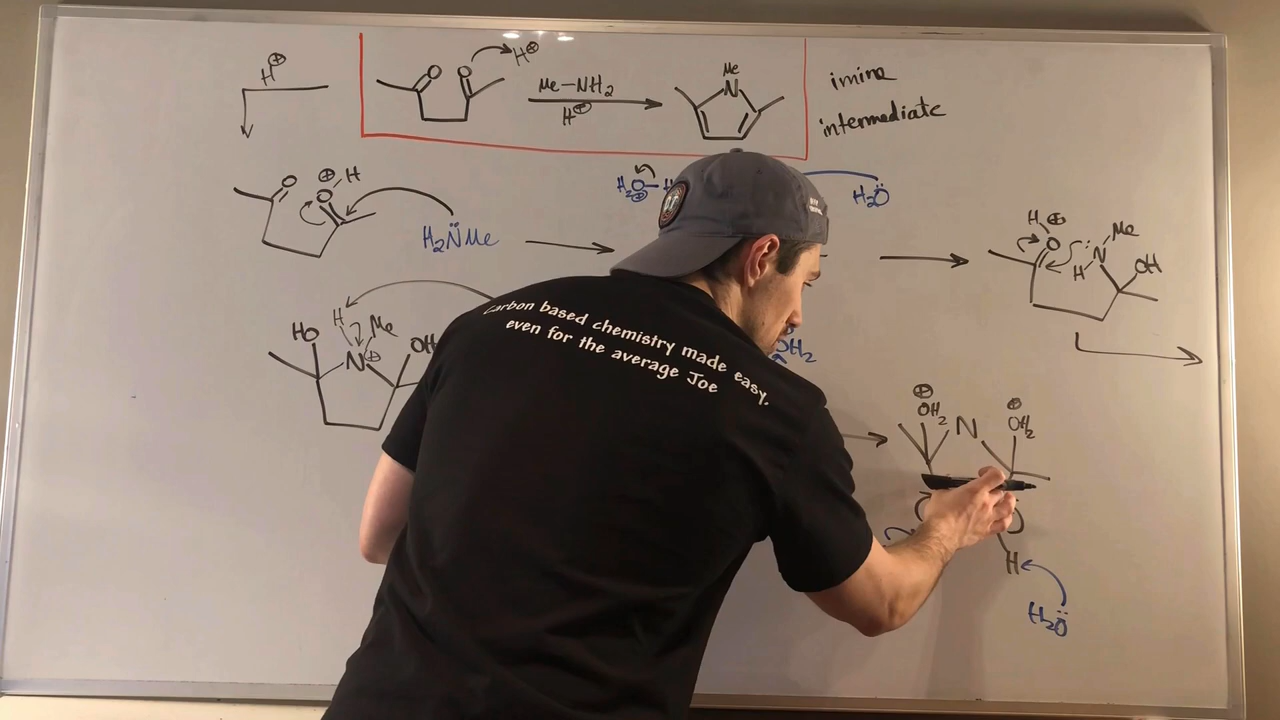 H⊕
O O H⊕
Me-NH2
H⊕
Me
N
imine
intermediate
O ⊕ H
O
H2N̈Me
H2O-H
⊕
H2Ö
H ⊕
O
H N̈ Me
OH
HO H Me
N ⊕
OH
OH2
⊕
OH2
N
⊕
OH2
H
H2Ö
Carbon based chemistry made easy,
even for the average Joe